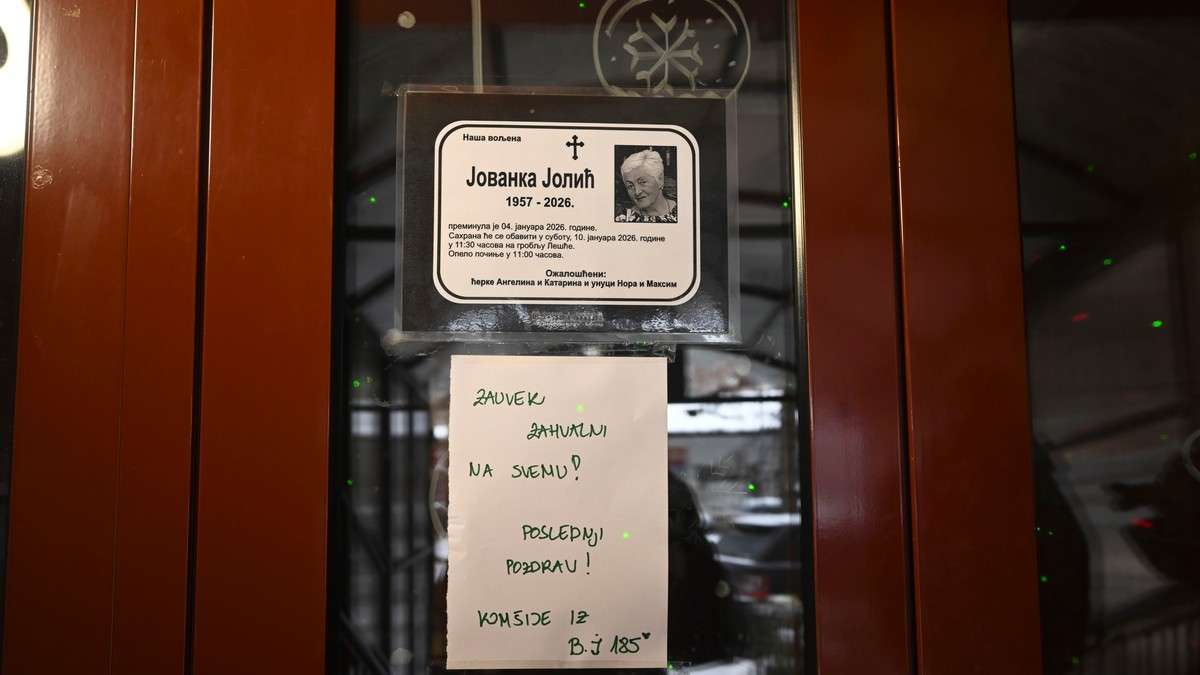 Наша вољена
Јованка Јолић
1957 - 2026.
преминула је 04. јануара 2026. године.
Сахрана ће се обавити у суботу, 10. јануара 2026. године
у 11:30 часова на гробљу Лешће.
Опело почиње у 11:00 часова.
Ожалошћени:
ћерке Ангелина и Катарина и унуци Нора и Максим
ZAUVEK
ZAHVALNI
NA SVEMU!
POSLEDNJI
POZDRAV!
KOMŠIJE IZ
B.j 185